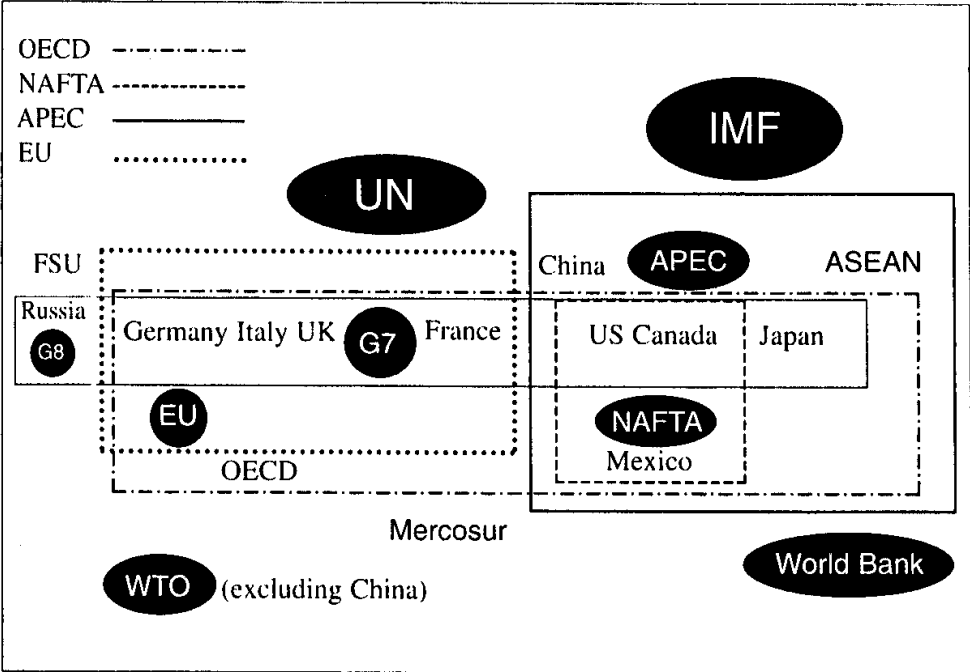 OECD
NAFTA
APEC
EU
IMF
UN
FSU
China
APEC
ASEAN
Russia
G8
Germany Italy UK
G7
France
US Canada
Japan
EU
NAFTA
OECD
Mexico
Mercosur
World Bank
WTO
(excluding China)